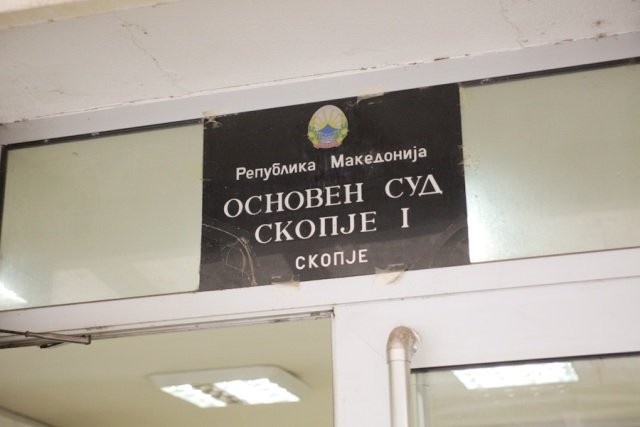 Република Македонија
ОСНОВЕН СУД
СКОПЈЕ I
СКОПЈЕ